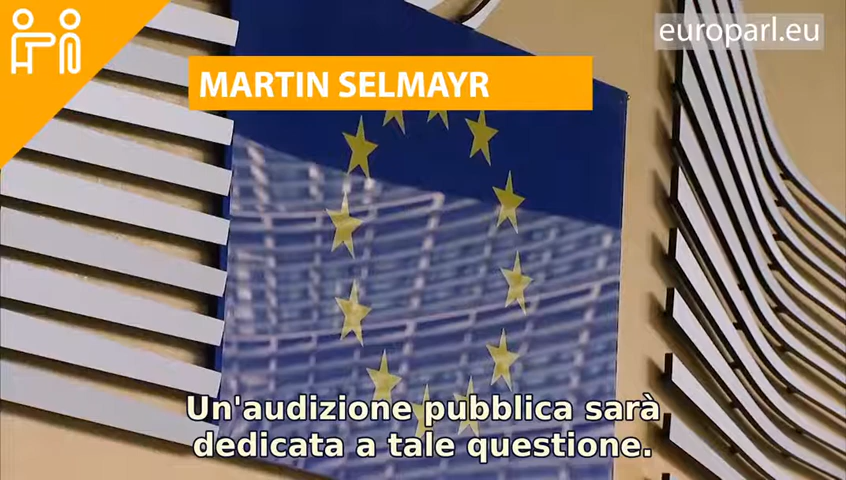 europarl.eu
MARTIN SELMAYR
Un'audizione pubblica sarà
dedicata a tale questione.